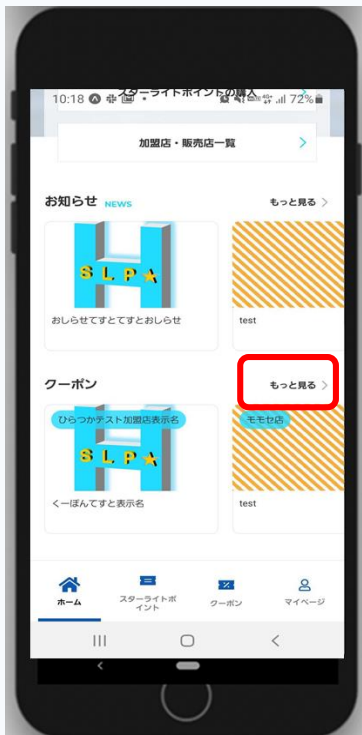 スターライトポイントの購入
10:18 72%
加盟店・販売店一覧
お知らせ NEWS もっと見る
SLPA
おしらせてすとてすとおしらせ
test
クーポン もっと見る
ひらつかテスト加盟店表示名
モモセ店
SLPA
くーぽんてすと表示名
test
ホーム
スターライトポ
イント
クーポン
マイページ